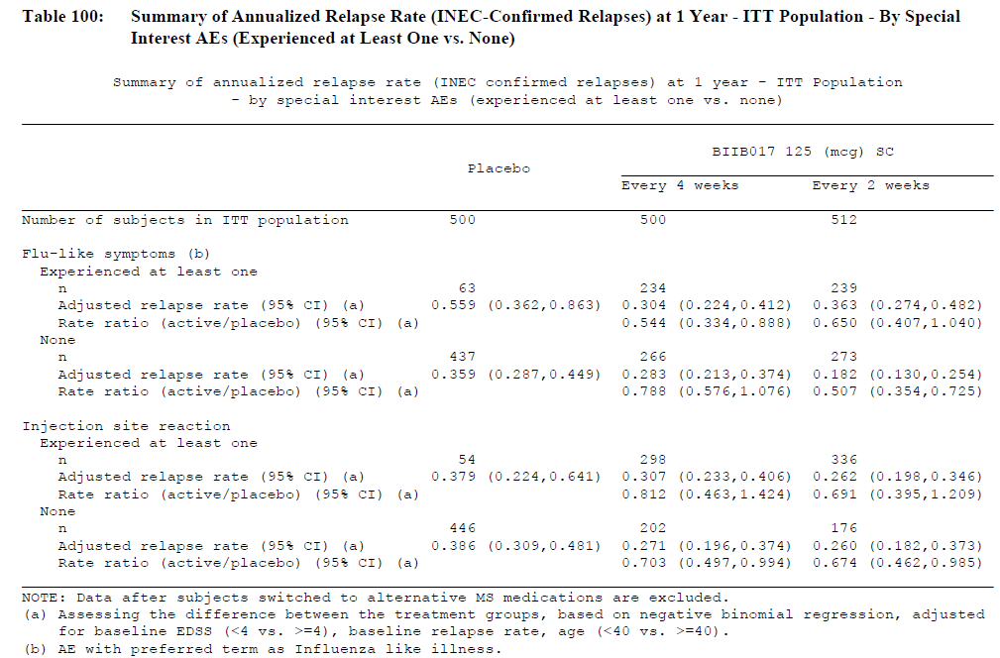 Table 100: Summary of Annualized Relapse Rate (INEC-Confirmed Relapses) at 1 Year - ITT Population - By Special
Interest AEs (Experienced at Least One vs. None)
Summary of annualized relapse rate (INEC confirmed relapses) at 1 year - ITT Population
- by special interest AEs (experienced at least one vs. none)
BIIB017 125 (mcg) SC
Placebo
Every 4 weeks Every 2 weeks
Number of subjects in ITT population 500 500 512
Flu-like symptoms (b)
Experienced at least one
n 63 234 239
Adjusted relapse rate (95% CI) (a) 0.559 (0.362,0.863) 0.304 (0.224,0.412) 0.363 (0.274,0.482)
Rate ratio (active/placebo) (95% CI) (a) 0.544 (0.334,0.888) 0.650 (0.407,1.040)
None
n 437 266 273
Adjusted relapse rate (95% CI) (a) 0.359 (0.287,0.449) 0.283 (0.213,0.374) 0.182 (0.130,0.254)
Rate ratio (active/placebo) (95% CI) (a) 0.788 (0.576,1.076) 0.507 (0.354,0.725)
Injection site reaction
Experienced at least one
n 54 298 336
Adjusted relapse rate (95% CI) (a) 0.379 (0.224,0.641) 0.307 (0.233,0.406) 0.262 (0.198,0.346)
Rate ratio (active/placebo) (95% CI) (a) 0.812 (0.463,1.424) 0.691 (0.395,1.209)
None
n 446 202 176
Adjusted relapse rate (95% CI) (a) 0.386 (0.309,0.481) 0.271 (0.196,0.374) 0.260 (0.182,0.373)
Rate ratio (active/placebo) (95% CI) (a) 0.703 (0.497,0.994) 0.674 (0.462,0.985)
NOTE: Data after subjects switched to alternative MS medications are excluded.
(a) Assessing the difference between the treatment groups, based on negative binomial regression, adjusted
for baseline EDSS (<4 vs. >=4), baseline relapse rate, age (<40 vs. >=40).
(b) AE with preferred term as Influenza like illness.